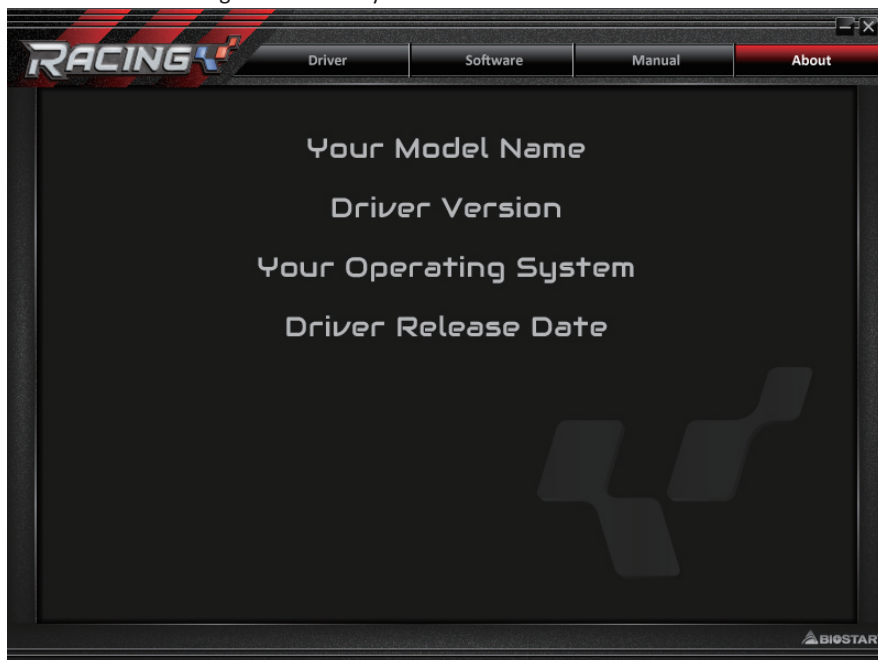 RACING
Driver Software Manual About
Your Model Name
Driver Version
Your Operating System
Driver Release Date
BIOSTAR